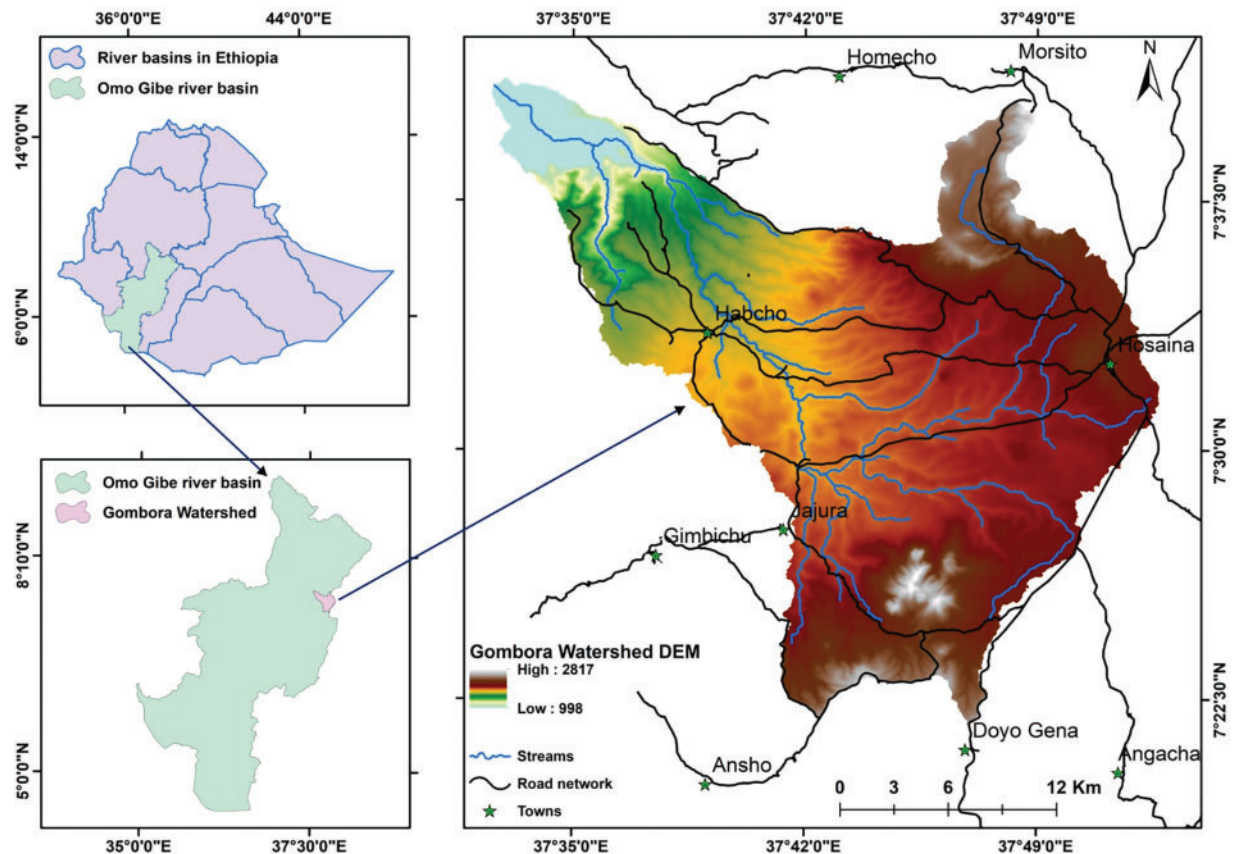 36°0'0"E
44°0'0"E
River basins in Ethiopia
Omo Gibe river basin
14°0'0"N
6°0'0"N
Omo Gibe river basin
Gombora Watershed
8°10'0"N
5°0'0"N
35°0'0"E
37°30'0"E
37°35'0"E
37°42'0"E
37°49'0"E
Homecho
Morsito
N
7°37'30"N
Habcho
Hosaina
7°30'0"N
Jajura
Gimbichu
Gombora Watershed DEM
High : 2817
Low : 998
7°22'30"N
Doyo Gena
Streams
Ansho
Angacha
Road network
0 3 6 12 Km
Towns
37°35'0"E
37°42'0"E
37°49'0"E